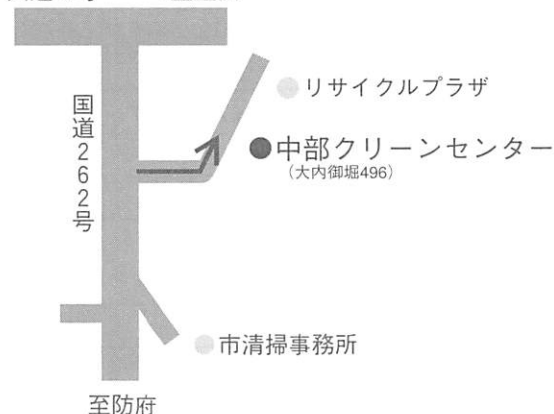 リサイクルプラザ
国道262号
中部クリーンセンター
(大内御堀496)
市清掃事務所
至防府